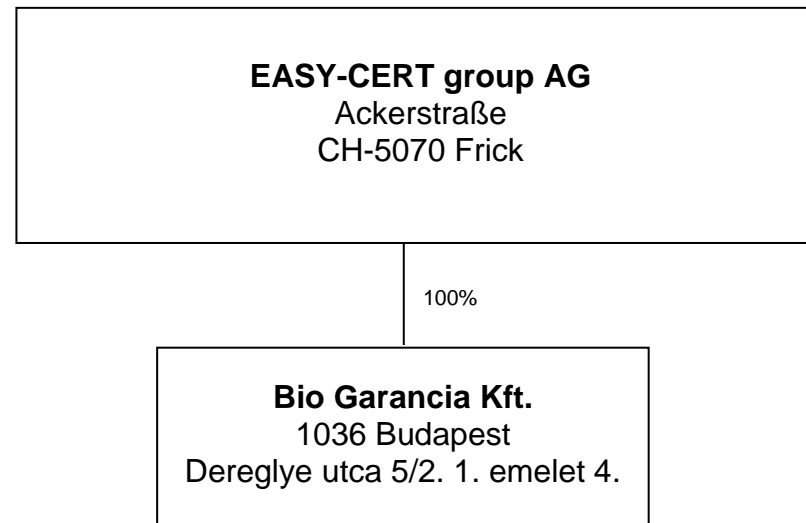 EASY-CERT group AG
Ackerstraße
CH-5070 Frick
100%
Bio Garancia Kft.
1036 Budapest
Dereglye utca 5/2. 1. emelet 4.